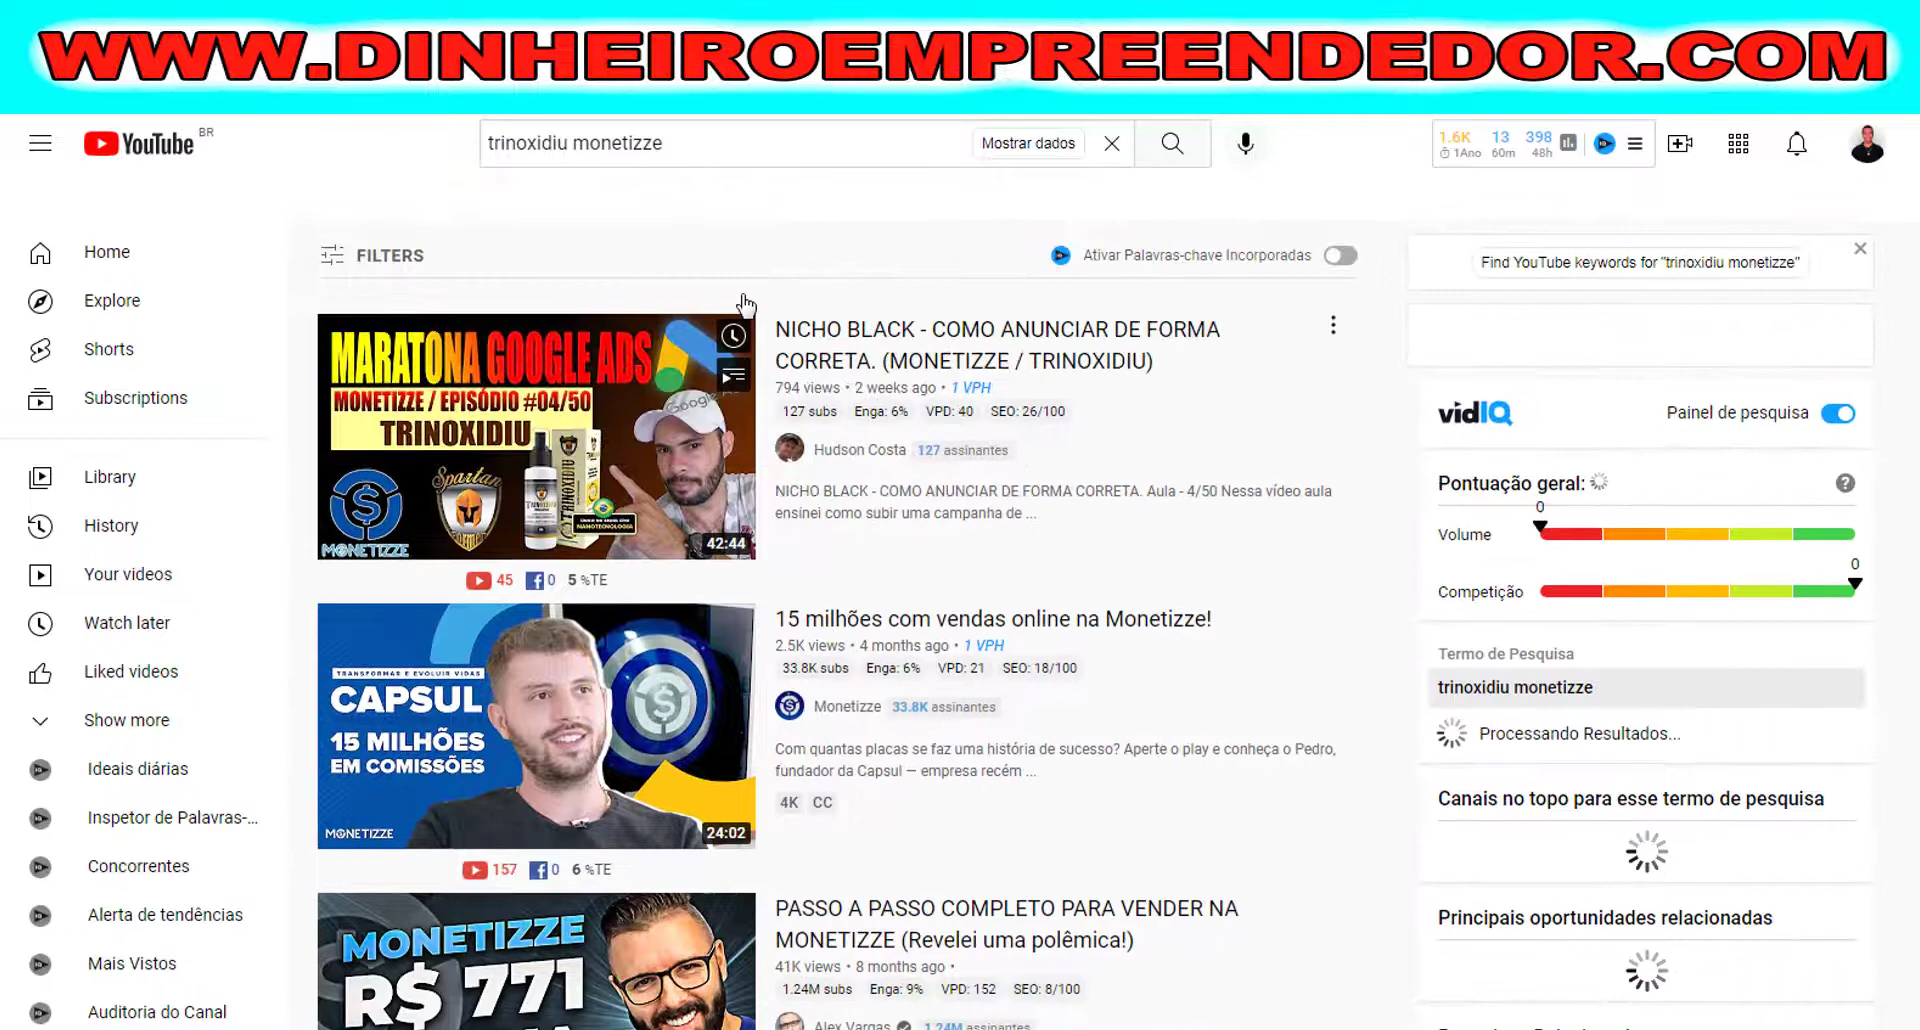 WWW.DINHEIROEMPREENDEDOR.COM
YouTube BR
trinoxidiu monetizze
Mostrar dados
1.6K 13 398
1Ano 60m 48h
Home
Explore
Shorts
Subscriptions
Library
History
Your videos
Watch later
Liked videos
Show more
Ideais diárias
Inspetor de Palavras-...
Concorrentes
Alerta de tendências
Mais Vistos
Auditoria do Canal
FILTERS
Ativar Palavras-chave Incorporadas
MARATONA GOOGLE ADS
MONETIZZE / EPISÓDIO #04/50
TRINOXIDIU
Google
Spartan
TRINOXIDIU
NANOTECNOLOGIA
MONETIZZE
42:44
45 0 5 %TE
NICHO BLACK - COMO ANUNCIAR DE FORMA
CORRETA. (MONETIZZE / TRINOXIDIU)
794 views • 2 weeks ago • 1 VPH
127 subs Enga: 6% VPD: 40 SEO: 26/100
Hudson Costa 127 assinantes
NICHO BLACK - COMO ANUNCIAR DE FORMA CORRETA. Aula - 4/50 Nessa vídeo aula
ensinei como subir uma campanha de ...
TRANSFORMAR E EVOLUIR VIDAS
CAPSUL
15 MILHÕES
EM COMISSÕES
MONETIZZE
24:02
157 0 6 %TE
15 milhões com vendas online na Monetizze!
2.5K views • 4 months ago • 1 VPH
33.8K subs Enga: 6% VPD: 21 SEO: 18/100
Monetizze 33.8K assinantes
Com quantas placas se faz uma história de sucesso? Aperte o play e conheça o Pedro,
fundador da Capsul — empresa recém ...
4K CC
MONETIZZE
R$ 771
PASSO A PASSO COMPLETO PARA VENDER NA
MONETIZZE (Revelei uma polêmica!)
41K views • 8 months ago •
1.24M subs Enga: 9% VPD: 152 SEO: 8/100
Alex Vargas 1.24M assinantes
Find YouTube keywords for "trinoxidiu monetizze"
vidIQ
Painel de pesquisa
Pontuação geral:
0
Volume
0
Competição
Termo de Pesquisa
trinoxidiu monetizze
Processando Resultados...
Canais no topo para esse termo de pesquisa
Principais oportunidades relacionadas